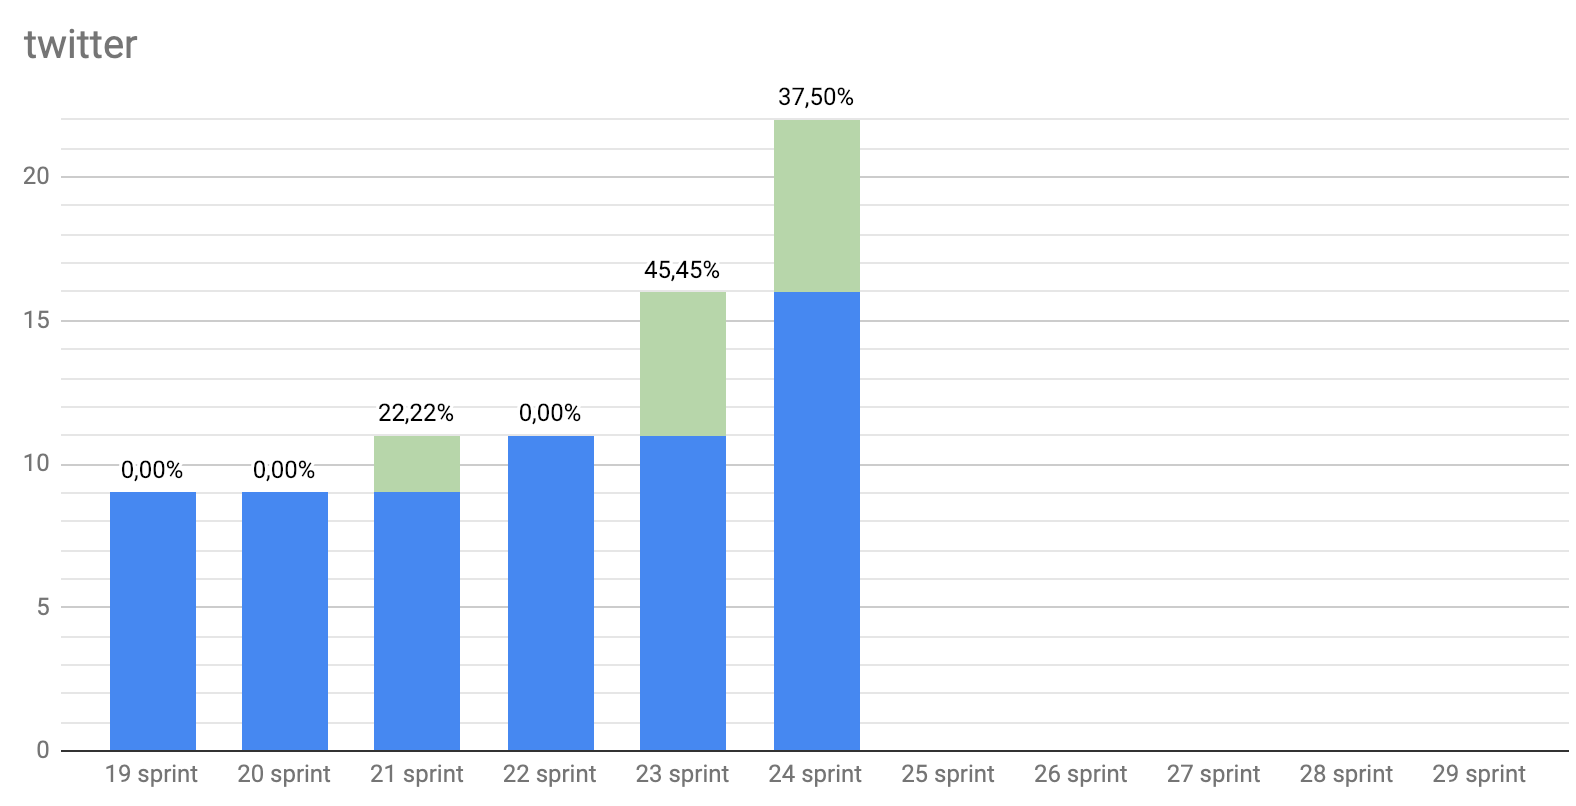 twitter
37,50%
20
45,45%
15
22,22%
0,00%
10
0,00%
0,00%
5
0
19 sprint
20 sprint
21 sprint
22 sprint
23 sprint
24 sprint
25 sprint
26 sprint
27 sprint
28 sprint
29 sprint